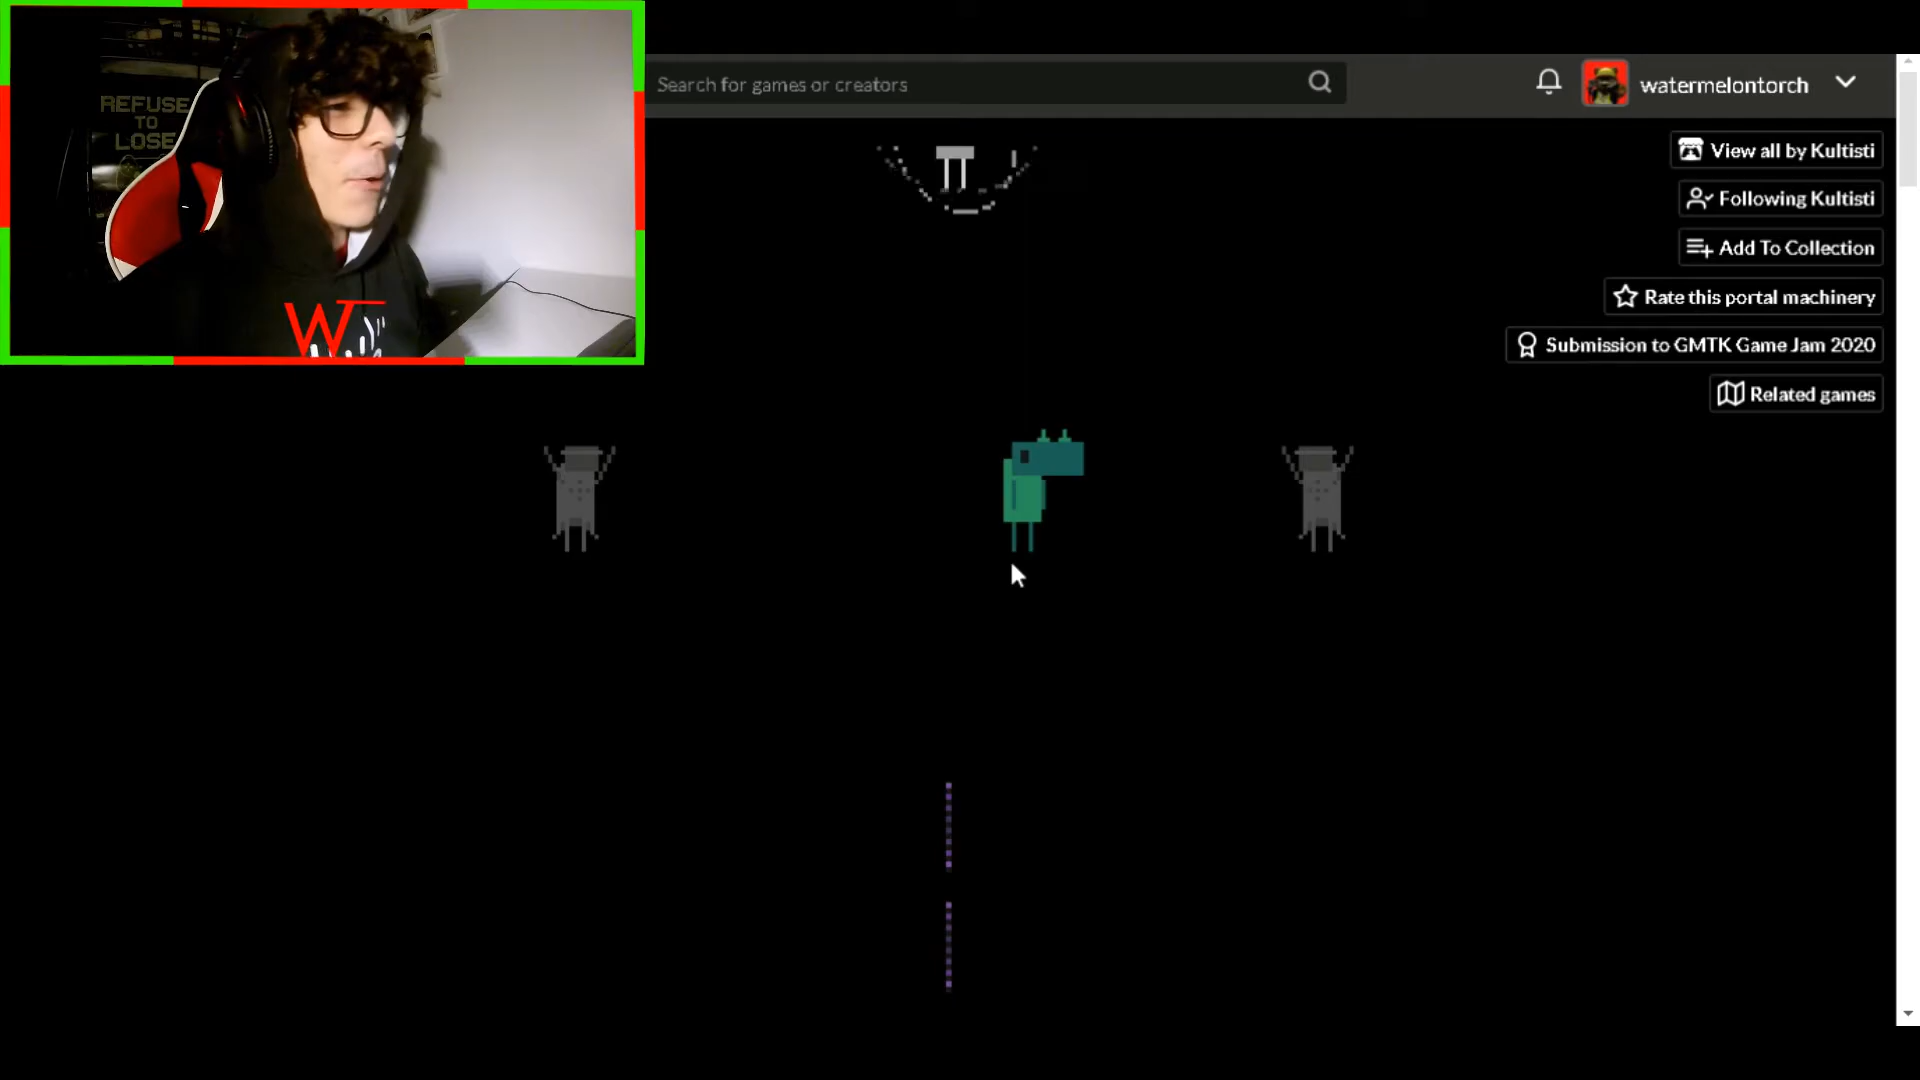 REFUSE
TO
LOSE
W
Search for games or creators
watermelontorch
View all by Kultisti
Following Kultisti
Add To Collection
Rate this portal machinery
Submission to GMTK Game Jam 2020
Related games